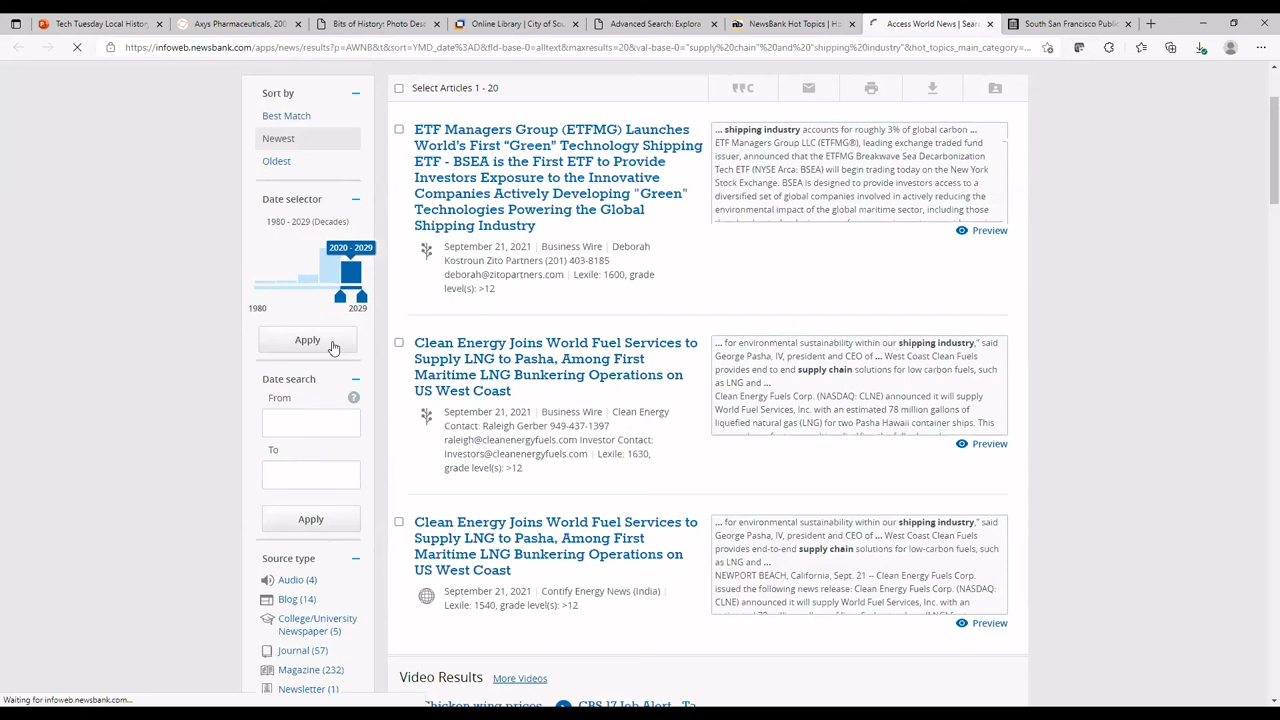 Tech Tuesday Local History
Axys Pharmaceuticals, 200
Bits of History: Photo Des
Online Library | City of Sou
Advanced Search: Explora
NewsBank Hot Topics | Ho
Access World News | Sear
South San Francisco Public
https://infoweb.newsbank.com/apps/news/results?p=AWNB&t&sort=YMD_date%3AD&fld-base-0=alltext&maxresults=20&val-base-0="supply chain"%20and%20"shipping industry"&hot_topics_main_category=...
Sort by
Best Match
Newest
Oldest
Date selector
1980 - 2029 (Decades)
2020 - 2029
1980
2029
Apply
Date search
From
To
Apply
Source type
Audio (4)
Blog (14)
College/University
Newspaper (5)
Journal (57)
Magazine (232)
Newsletter (1)
Select Articles 1 - 20
ETF Managers Group (ETFMG) Launches
World's First “Green” Technology Shipping
ETF - BSEA is the First ETF to Provide
Investors Exposure to the Innovative
Companies Actively Developing "Green"
Technologies Powering the Global
Shipping Industry
September 21, 2021 | Business Wire | Deborah
Kostroun Zito Partners (201) 403-8185
deborah@zitopartners.com | Lexile: 1600, grade
level(s): >12
... shipping industry accounts for roughly 3% of global carbon ...
ETF Managers Group LLC (ETFMG®), leading exchange traded fund
issuer, announced that the ETFMG Breakwave Sea Decarbonization
Tech ETF (NYSE Arca: BSEA) will begin trading today on the New York
Stock Exchange. BSEA is designed to provide investors access to a
diversified set of global companies involved in actively reducing the
environmental impact of the global maritime sector, including those
Preview
Clean Energy Joins World Fuel Services to
Supply LNG to Pasha, Among First
Maritime LNG Bunkering Operations on
US West Coast
September 21, 2021 | Business Wire | Clean Energy
Contact: Raleigh Gerber 949-437-1397
raleigh@cleanenergyfuels.com Investor Contact:
Investors@cleanenergyfuels.com | Lexile: 1630,
grade level(s): >12
... for environmental sustainability within our shipping industry,” said
George Pasha, IV, president and CEO of ... West Coast Clean Fuels
provides end to end supply chain solutions for low carbon fuels, such
as LNG and ...
Clean Energy Fuels Corp. (NASDAQ: CLNE) announced it will supply
World Fuel Services, Inc. with an estimated 78 million gallons of
liquefied natural gas (LNG) for two Pasha Hawaii container ships. This
Preview
Clean Energy Joins World Fuel Services to
Supply LNG to Pasha, Among First
Maritime LNG Bunkering Operations on
US West Coast
September 21, 2021 | Contify Energy News (India) |
Lexile: 1540, grade level(s): >12
... for environmental sustainability within our shipping industry,” said
George Pasha, IV, president and CEO of ... West Coast Clean Fuels
provides end-to-end supply chain solutions for low-carbon fuels, such
as LNG and ...
NEWPORT BEACH, California, Sept. 21 -- Clean Energy Fuels Corp.
issued the following news release: Clean Energy Fuels Corp. (NASDAQ:
CLNE) announced it will supply World Fuel Services, Inc. with an
Preview
Video Results More Videos
Chicken wing prices
CBS 17 Job Alert - Ta
Waiting for infoweb.newsbank.com...